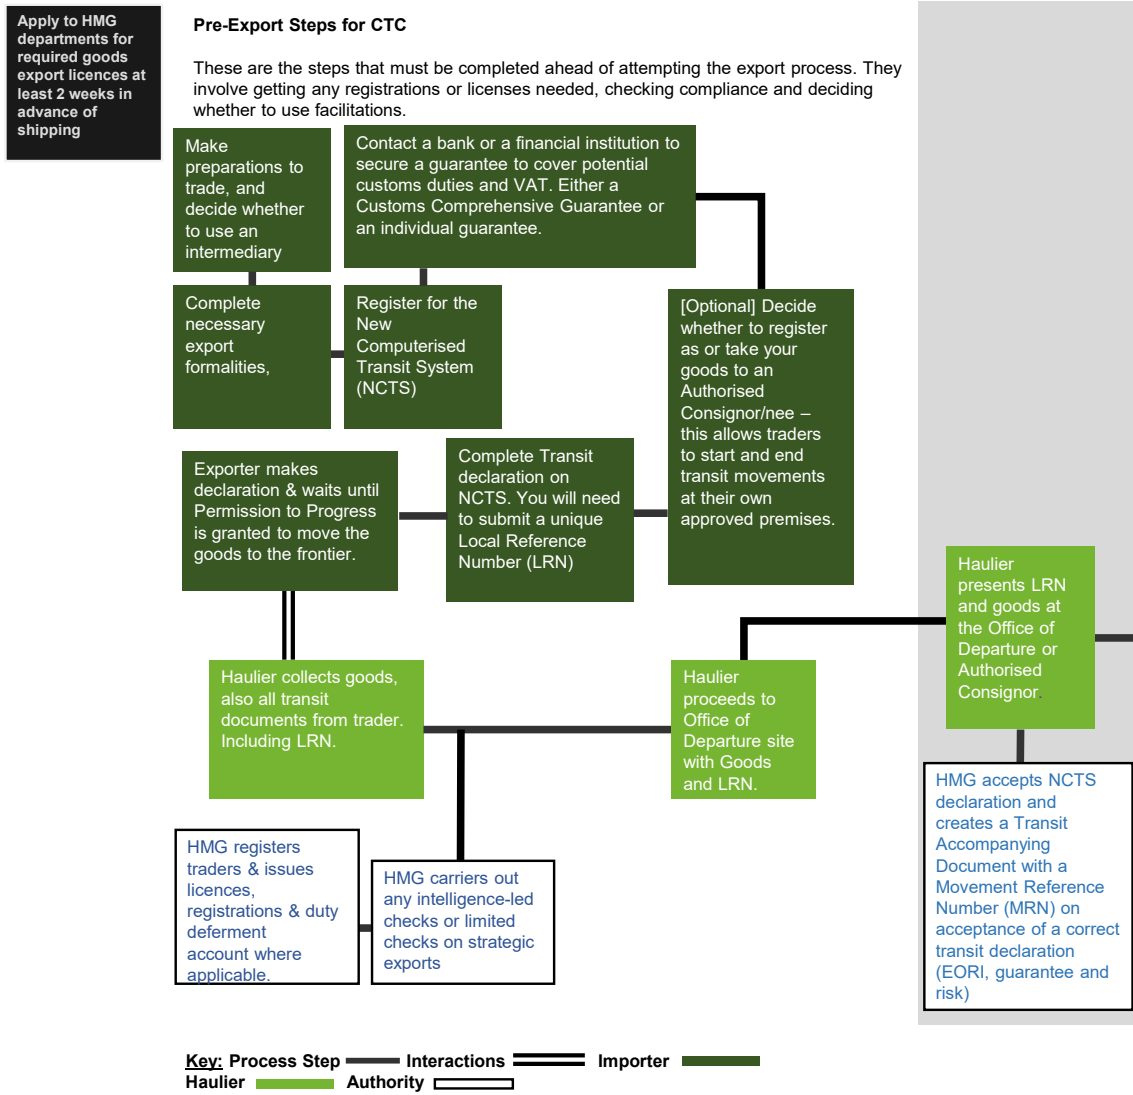 Apply to HMG
departments for
required goods
export licences at
least 2 weeks in
advance of
shipping
Pre-Export Steps for CTC
These are the steps that must be completed ahead of attempting the export process. They
involve getting any registrations or licenses needed, checking compliance and deciding
whether to use facilitations.
Make
preparations to
trade, and
decide whether
to use an
intermediary
Contact a bank or a financial institution to
secure a guarantee to cover potential
customs duties and VAT. Either a
Customs Comprehensive Guarantee or
an individual guarantee.
Complete
necessary
export
formalities,
Register for the
New
Computerised
Transit System
(NCTS)
[Optional] Decide
whether to register
as or take your
goods to an
Authorised
Consignor/nee –
this allows traders
to start and end
transit movements
at their own
approved premises.
Exporter makes
declaration & waits until
Permission to Progress
is granted to move the
goods to the frontier.
Complete Transit
declaration on
NCTS. You will need
to submit a unique
Local Reference
Number (LRN)
Haulier
presents LRN
and goods at
the Office of
Departure or
Authorised
Consignor.
Haulier collects goods,
also all transit
documents from trader.
Including LRN.
Haulier
proceeds to
Office of
Departure site
with Goods
and LRN.
HMG accepts NCTS
declaration and
creates a Transit
Accompanying
Document with a
Movement Reference
Number (MRN) on
acceptance of a correct
transit declaration
(EORI, guarantee and
risk)
HMG registers
traders & issues
licences,
registrations & duty
deferment
account where
applicable.
HMG carriers out
any intelligence-led
checks or limited
checks on strategic
exports
Key: Process Step Interactions Importer
Haulier Authority